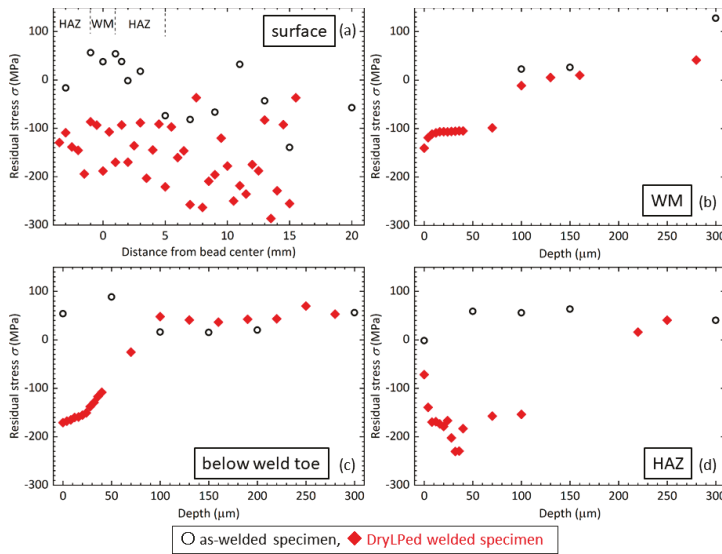 HAZ WM HAZ
surface (a)
100
0
-100
-200
-300
Residual stress σ (MPa)
0 5 10 15 20
Distance from bead center (mm)
100
0
-100
-200
-300
Residual stress σ (MPa)
WM (b)
0 50 100 150 200 250 300
Depth (μm)
100
0
-100
-200
-300
Residual stress σ (MPa)
below weld toe (c)
0 50 100 150 200 250 300
Depth (μm)
100
0
-100
-200
-300
Residual stress σ (MPa)
HAZ (d)
0 50 100 150 200 250 300
Depth (μm)
as-welded specimen, DryLPed welded specimen